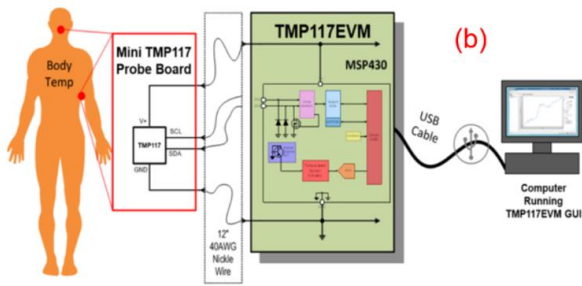 (b)
Body
Temp
Mini TMP117
Probe Board
V+
SCL
SDA
TMP117
GND
12"
40AWG
Nickle
Wire
TMP117EVM
MSP430
USB
Cable
Computer
Running
TMP117EVM GUI